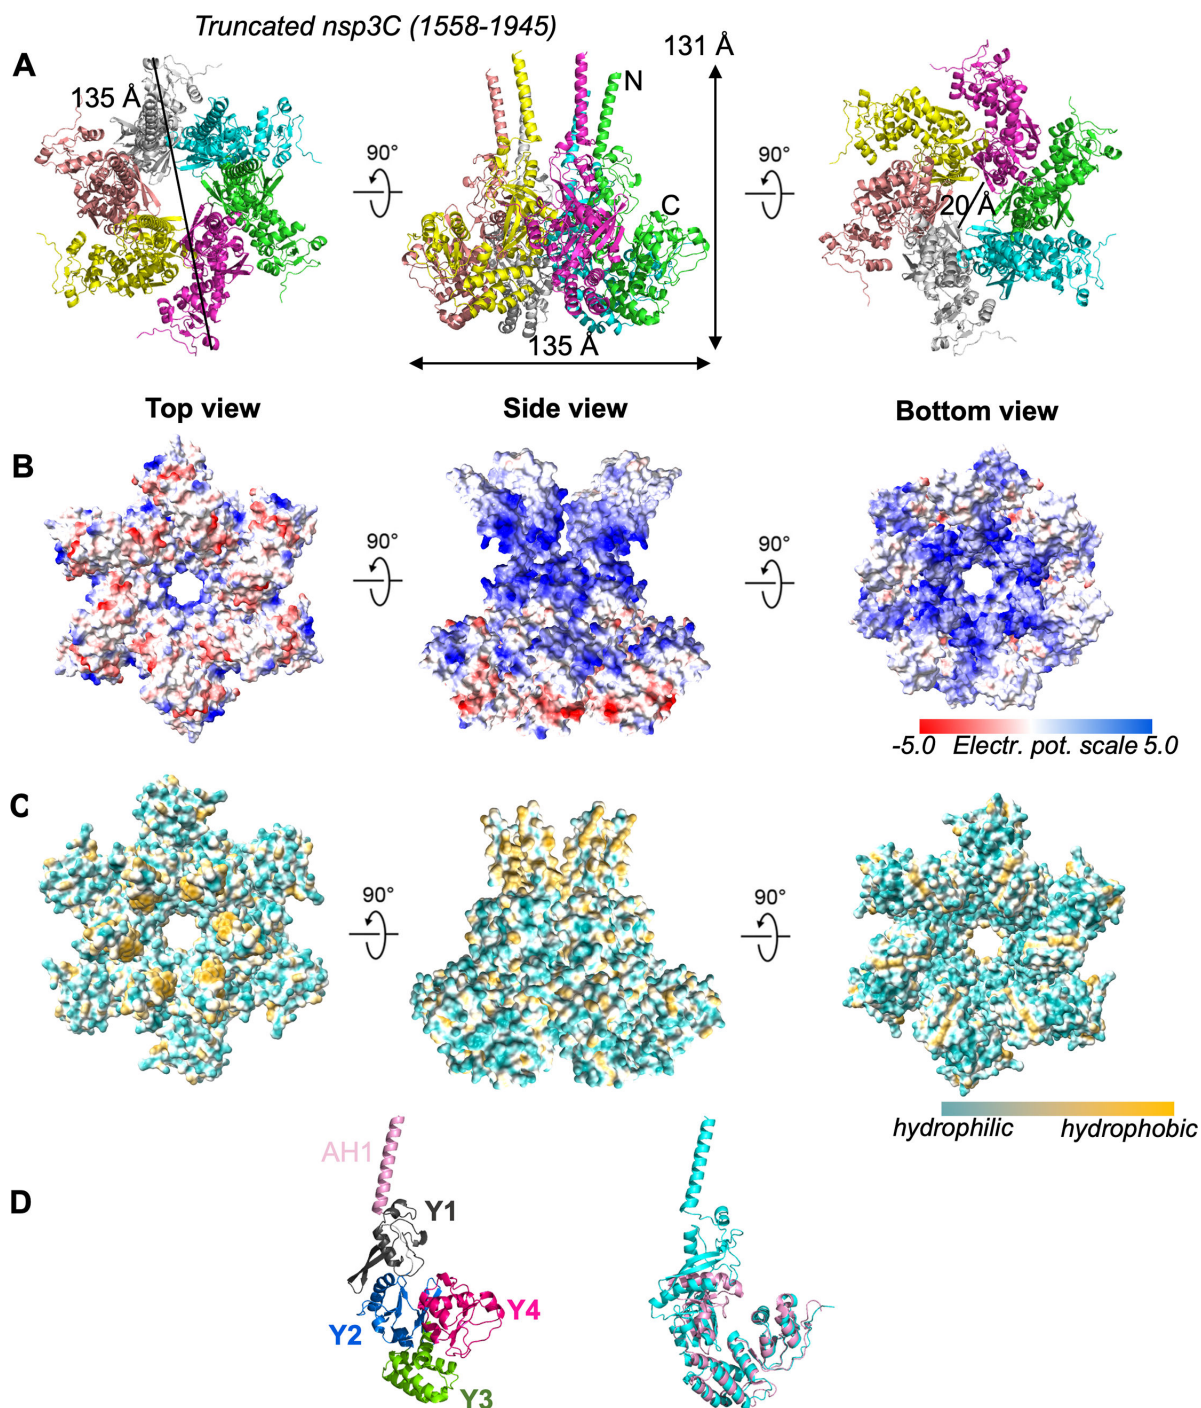 Truncated nsp3C (1558-1945)
A
135 Å
90°
N
C
131 Å
135 Å
90°
20 Å
Top view
Side view
Bottom view
B
90°
90°
-5.0 Electr. pot. scale 5.0
C
90°
90°
hydrophilic
hydrophobic
D
AH1
Y1
Y2
Y4
Y3